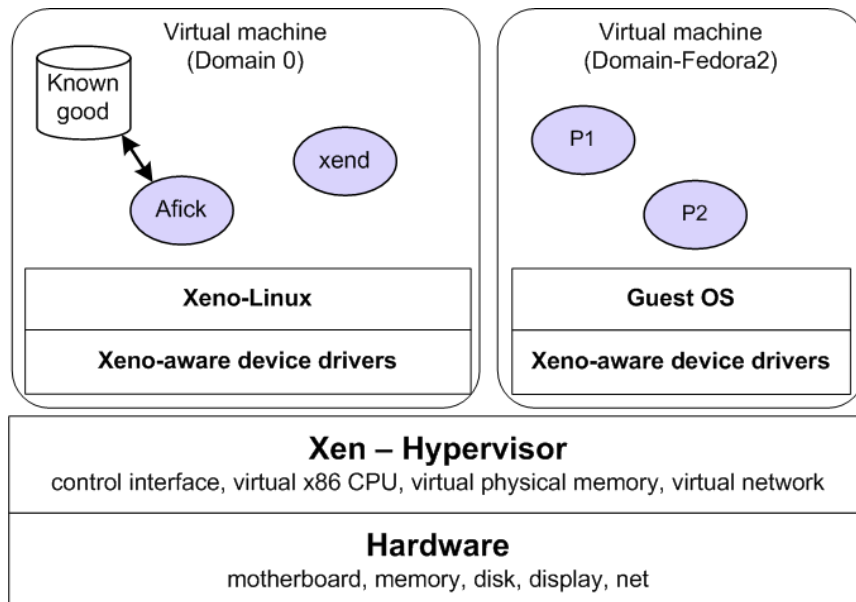 Virtual machine
(Domain 0)
Known
good
Afick
xend
Xeno-Linux
Xeno-aware device drivers
Virtual machine
(Domain-Fedora2)
P1
P2
Guest OS
Xeno-aware device drivers
Xen – Hypervisor
control interface, virtual x86 CPU, virtual physical memory, virtual network
Hardware
motherboard, memory, disk, display, net